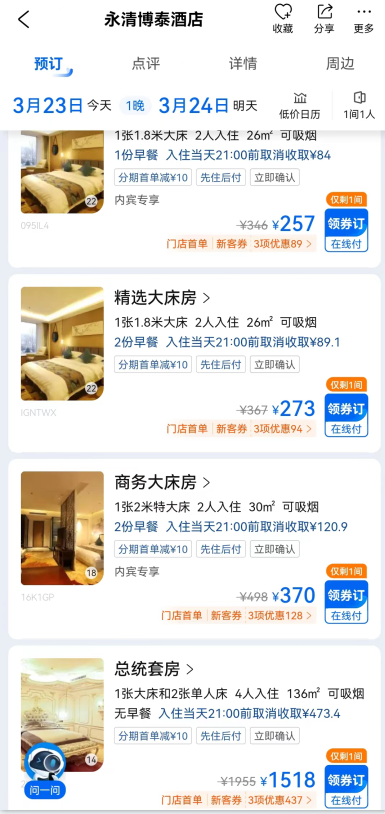 永清博泰酒店
收藏 分享 更多
预订 点评 详情 周边
3月23日 今天 1晚 3月24日 明天 低价日历 1间1人
1张1.8米大床 2人入住 26㎡ 可吸烟
1份早餐 入住当天21:00前取消收取¥84
分期首单减¥10 先住后付 立即确认
22
内宾专享
仅剩1间
095IL4
¥346 ¥257 领券订
门店首单 新客券 3项优惠89 > 在线付
精选大床房 >
1张1.8米大床 2人入住 26㎡ 可吸烟
2份早餐 入住当天21:00前取消收取¥89.1
分期首单减¥10 先住后付 立即确认
22
仅剩1间
IGNTWX
¥367 ¥273 领券订
门店首单 新客券 3项优惠94 > 在线付
商务大床房 >
1张2米特大床 2人入住 30㎡ 可吸烟
2份早餐 入住当天21:00前取消收取¥120.9
分期首单减¥10 先住后付 立即确认
18
内宾专享
仅剩1间
16K1GP
¥498 ¥370 领券订
门店首单 新客券 3项优惠128 > 在线付
总统套房 >
1张大床和2张单人床 4人入住 136㎡ 可吸烟
无早餐 入住当天21:00前取消收取¥473.4
分期首单减¥10 先住后付 立即确认
14
仅剩1间
¥1955 ¥1518 领券订
问一问
门店首单 新客券 3项优惠437 > 在线付